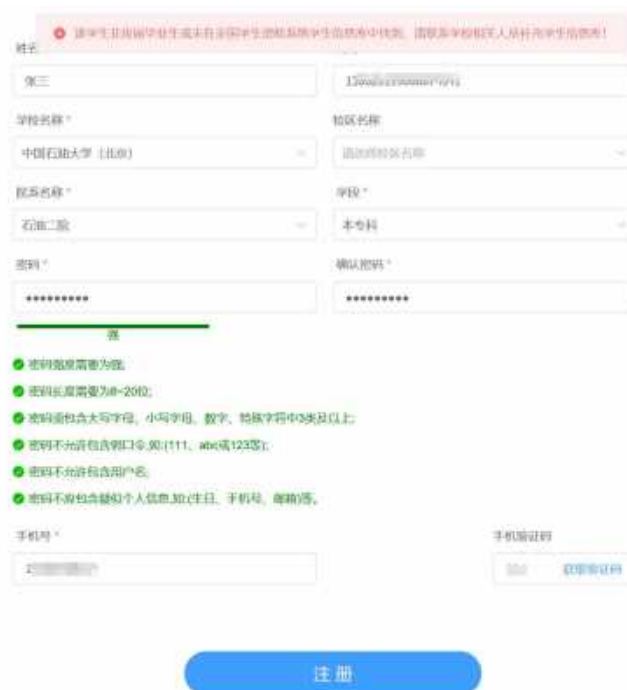 该学生非应届毕业生或未在全国学生资助系统学生信息库中找到，请联系学校相关人员补充学生信息库！
张三
学校名称 *
校区名称
中国石油大学（北京）
请选择校区名称
院系名称 *
学段 *
石油二院
本专科
密码 *
确认密码 *
•••••••••
•••••••••
强
密码强度需要为强;
密码长度需要为8~20位;
密码须包含大写字母、小写字母、数字、特殊字符中3类及以上;
密码不允许包含弱口令,如:(111、abc或123等);
密码不允许包含用户名;
密码不应包含疑似个人信息,如:(生日、手机号、邮箱)等。
手机号 *
手机验证码
获取验证码
注册